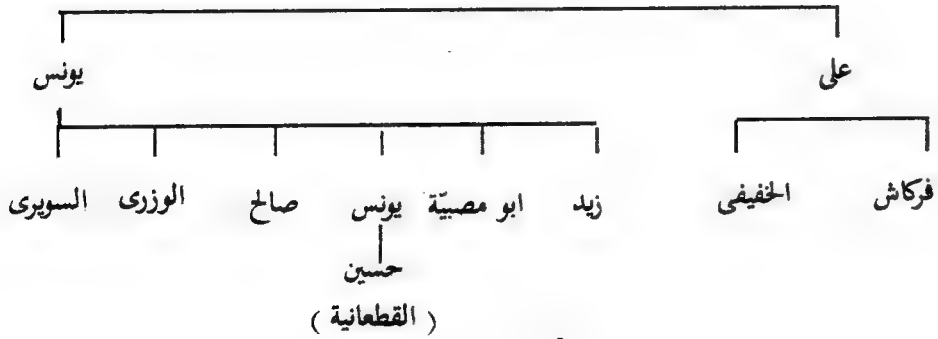 على يونس
فركاش الخفيفى زيد ابو مصبيّة يونس صالح الوزرى السويرى
حسين
( القطعانية )